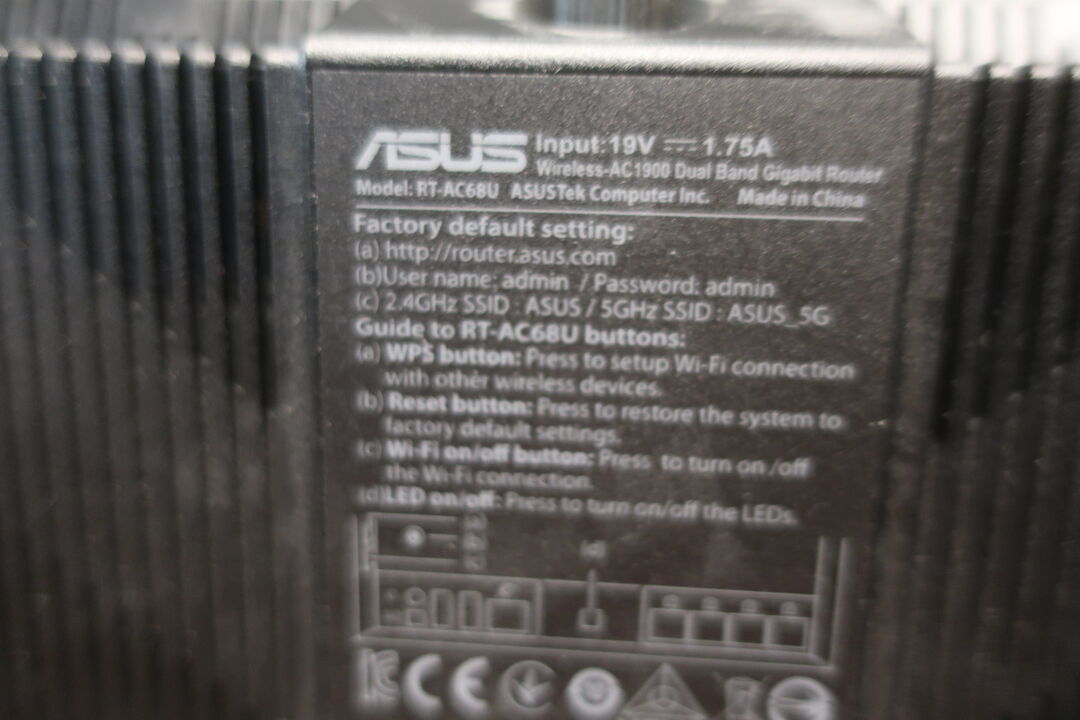 ASUS Input:19V ⎓ 1.75A
Wireless-AC1900 Dual Band Gigabit Router
Model: RT-AC68U ASUSTek Computer Inc. Made in China
Factory default setting:
(a) http://router.asus.com
(b)User name: admin / Password: admin
(c) 2.4GHz SSID : ASUS / 5GHz SSID : ASUS_5G
Guide to RT-AC68U buttons:
(a) WPS button: Press to setup Wi-Fi connection
with other wireless devices.
(b) Reset button: Press to restore the system to
factory default settings.
(c) Wi-Fi on/off button: Press to turn on /off
the Wi-Fi connection.
(d)LED on/off: Press to turn on/off the LEDs.
(d)
CE